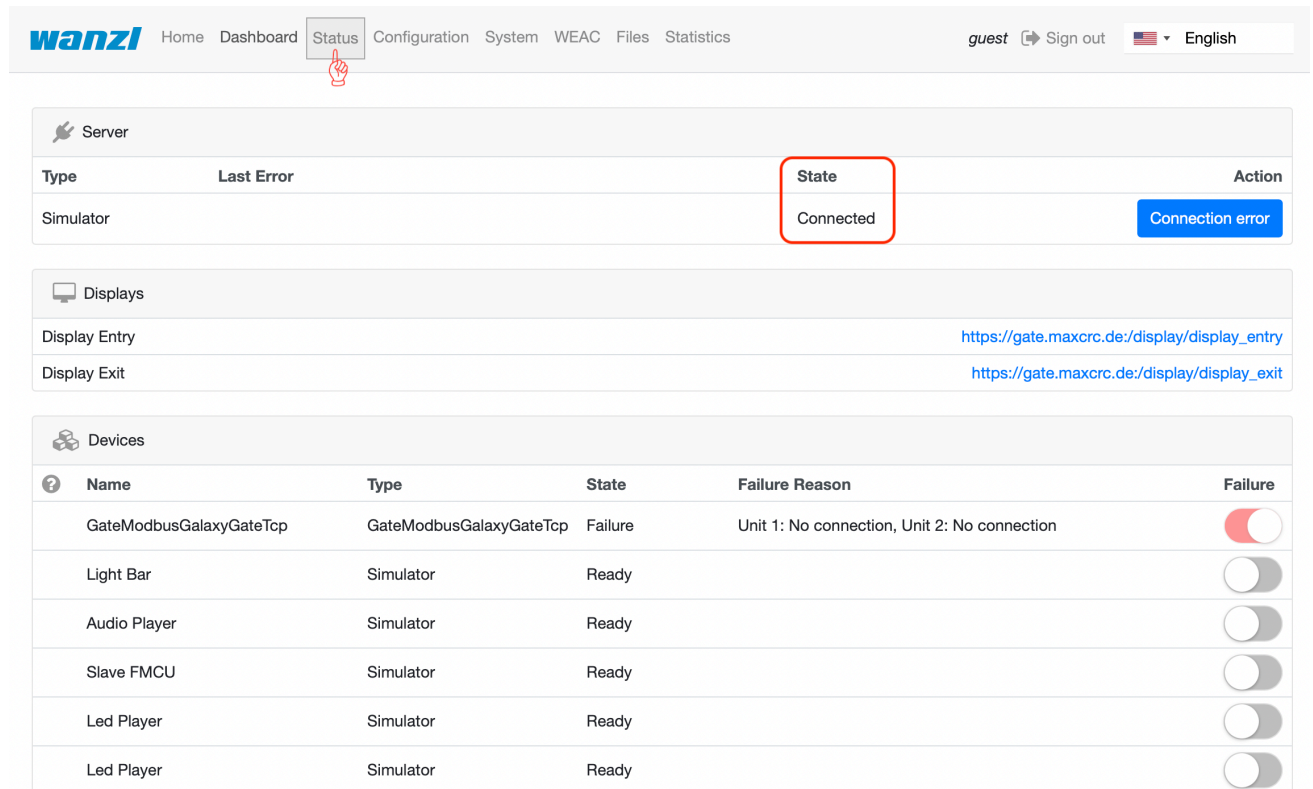 wanzl Home Dashboard Status Configuration System WEAC Files Statistics guest Sign out English
Server
Type Last Error State Action
Simulator Connected Connection error
Displays
Display Entry https://gate.maxcrc.de:/display/display_entry
Display Exit https://gate.maxcrc.de:/display/display_exit
Devices
? Name Type State Failure Reason Failure
GateModbusGalaxyGateTcp GateModbusGalaxyGateTcp Failure Unit 1: No connection, Unit 2: No connection
Light Bar Simulator Ready
Audio Player Simulator Ready
Slave FMCU Simulator Ready
Led Player Simulator Ready
Led Player Simulator Ready